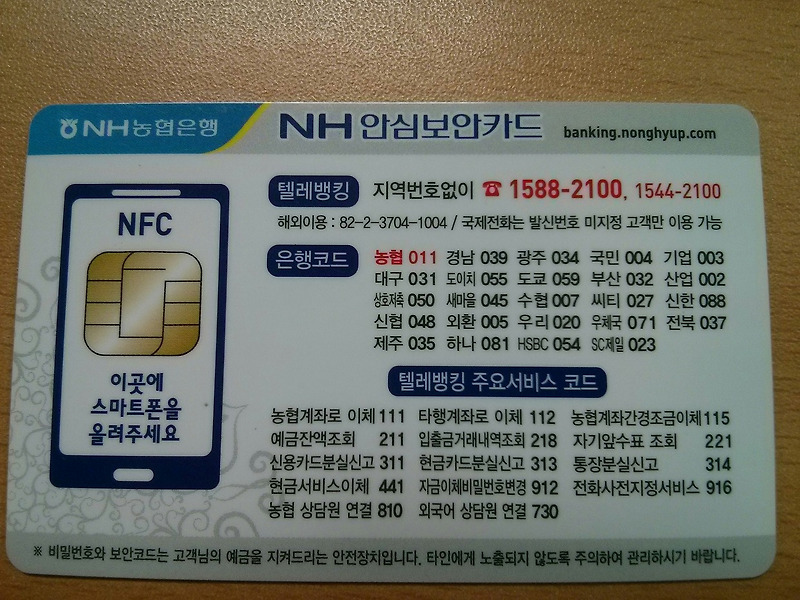 NH농협은행
NH안심보안카드 banking.nonghyup.com
NFC
이곳에
스마트폰을
올려주세요
텔레뱅킹 지역번호없이 ☎ 1588-2100, 1544-2100
해외이용 : 82-2-3704-1004 / 국제전화는 발신번호 미지정 고객만 이용 가능
은행코드 농협 011 경남 039 광주 034 국민 004 기업 003
대구 031 도이치 055 도쿄 059 부산 032 산업 002
상호저축 050 새마을 045 수협 007 씨티 027 신한 088
신협 048 외환 005 우리 020 우체국 071 전북 037
제주 035 하나 081 HSBC 054 SC제일 023
텔레뱅킹 주요서비스 코드
농협계좌로 이체 111 타행계좌로 이체 112 농협계좌간경조금이체 115
예금잔액조회 211 입출금거래내역조회 218 자기앞수표 조회 221
신용카드분실신고 311 현금카드분실신고 313 통장분실신고 314
현금서비스이체 441 자금이체비밀번호변경 912 전화사전지정서비스 916
농협 상담원 연결 810 외국어 상담원 연결 730
※ 비밀번호와 보안코드는 고객님의 예금을 지켜드리는 안전장치입니다. 타인에게 노출되지 않도록 주의하여 관리하시기 바랍니다.